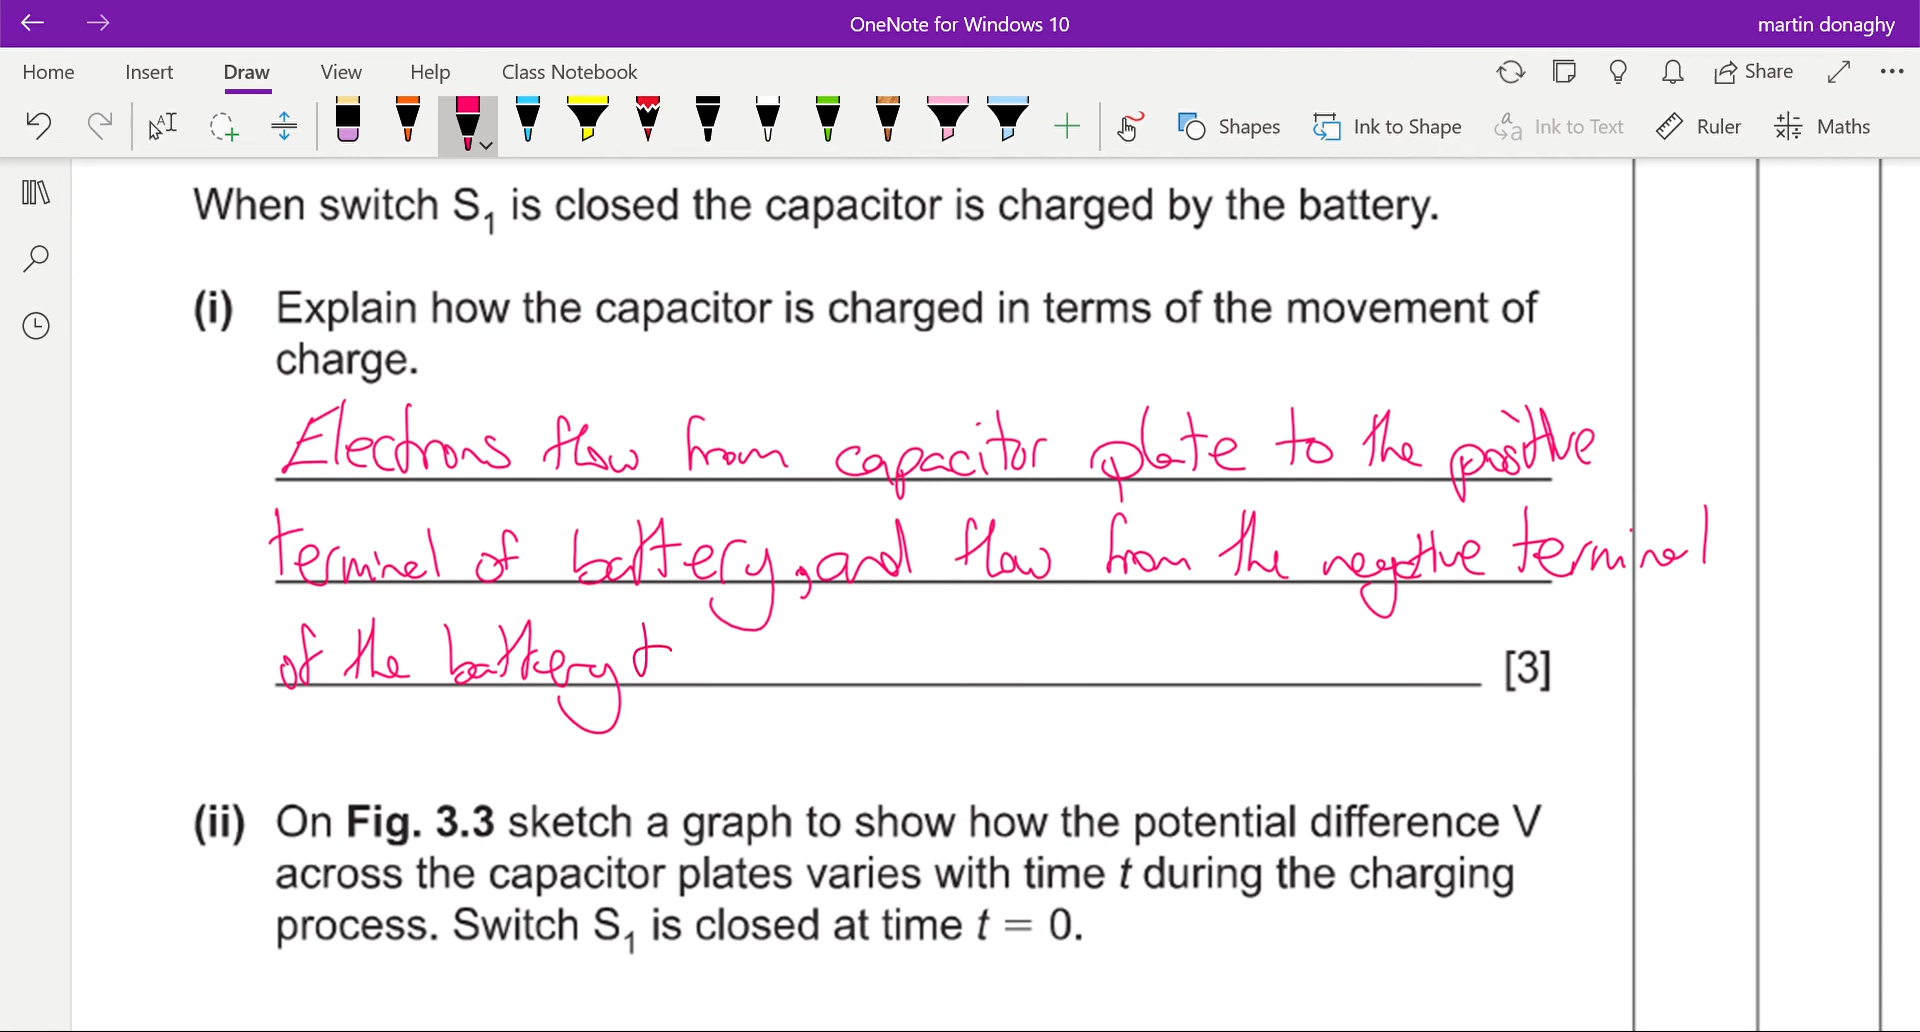 OneNote for Windows 10
martin donaghy
Home Insert Draw View Help Class Notebook
Share
Shapes Ink to Shape Ink to Text Ruler Maths
When switch S₁ is closed the capacitor is charged by the battery.
(i) Explain how the capacitor is charged in terms of the movement of
charge.
Electrons flow from capacitor plate to the positive
terminal of battery, and flow from the negative terminal
of the battery t
[3]
(ii) On Fig. 3.3 sketch a graph to show how the potential difference V
across the capacitor plates varies with time t during the charging
process. Switch S₁ is closed at time t = 0.